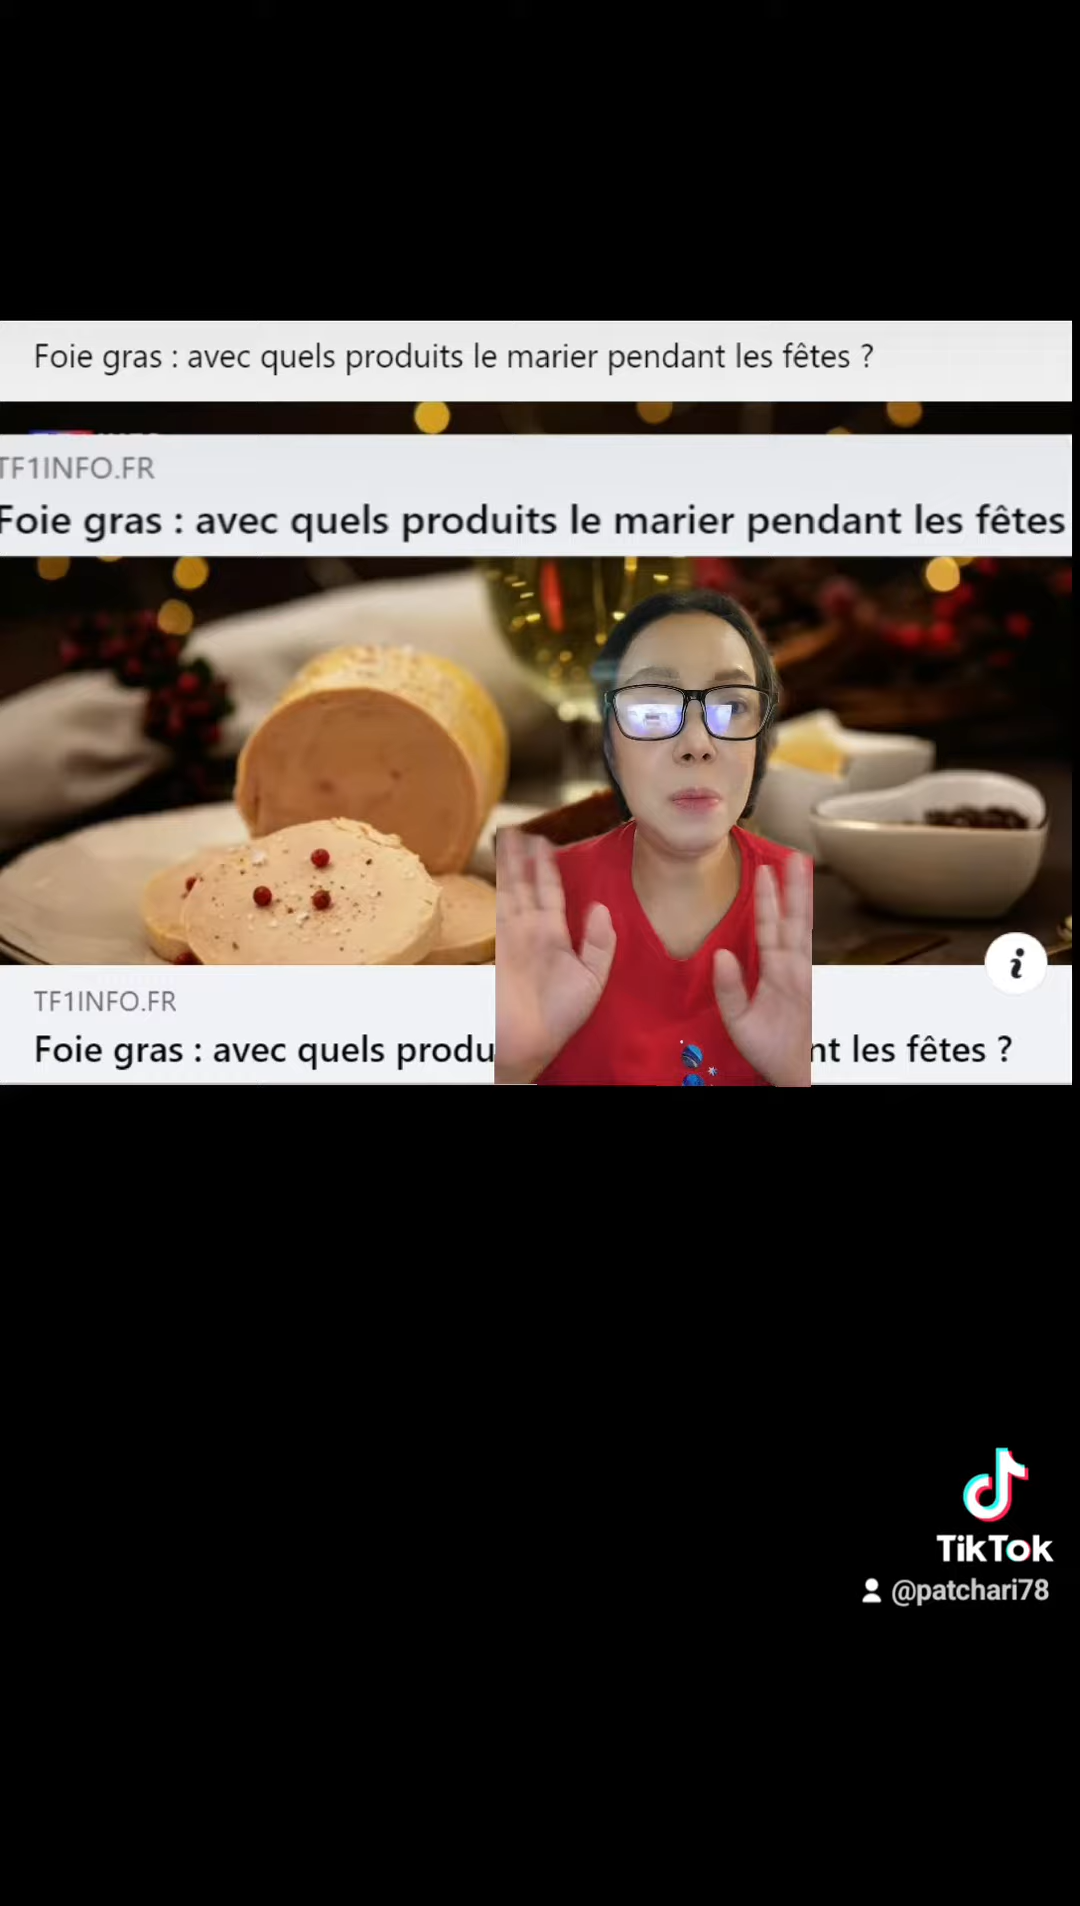 Foie gras : avec quels produits le marier pendant les fêtes ?
TF1INFO.FR
Foie gras : avec quels produits le marier pendant les fêtes
TF1INFO.FR
Foie gras : avec quels produ nt les fêtes ?
TikTok
@patchari78